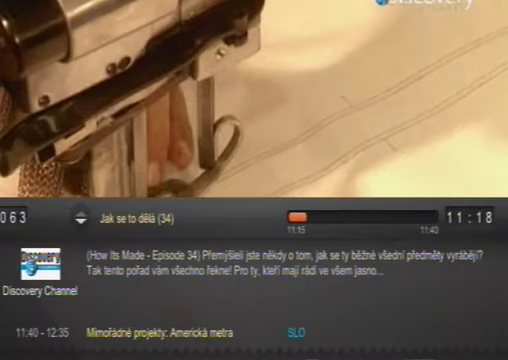 Discovery
063
Jak se to dělá (34)
11:15
11:40
11:18
Discovery
(How Its Made - Episode 34) Přemýšleli jste někdy o tom, jak se ty běžné všední předměty vyrábějí?
Tak tento pořad vám všechno řekne! Pro ty, kteří mají rádi ve všem jasno...
Discovery Channel
11:40 - 12:35 Mimořádné projekty: Americká metra SLO